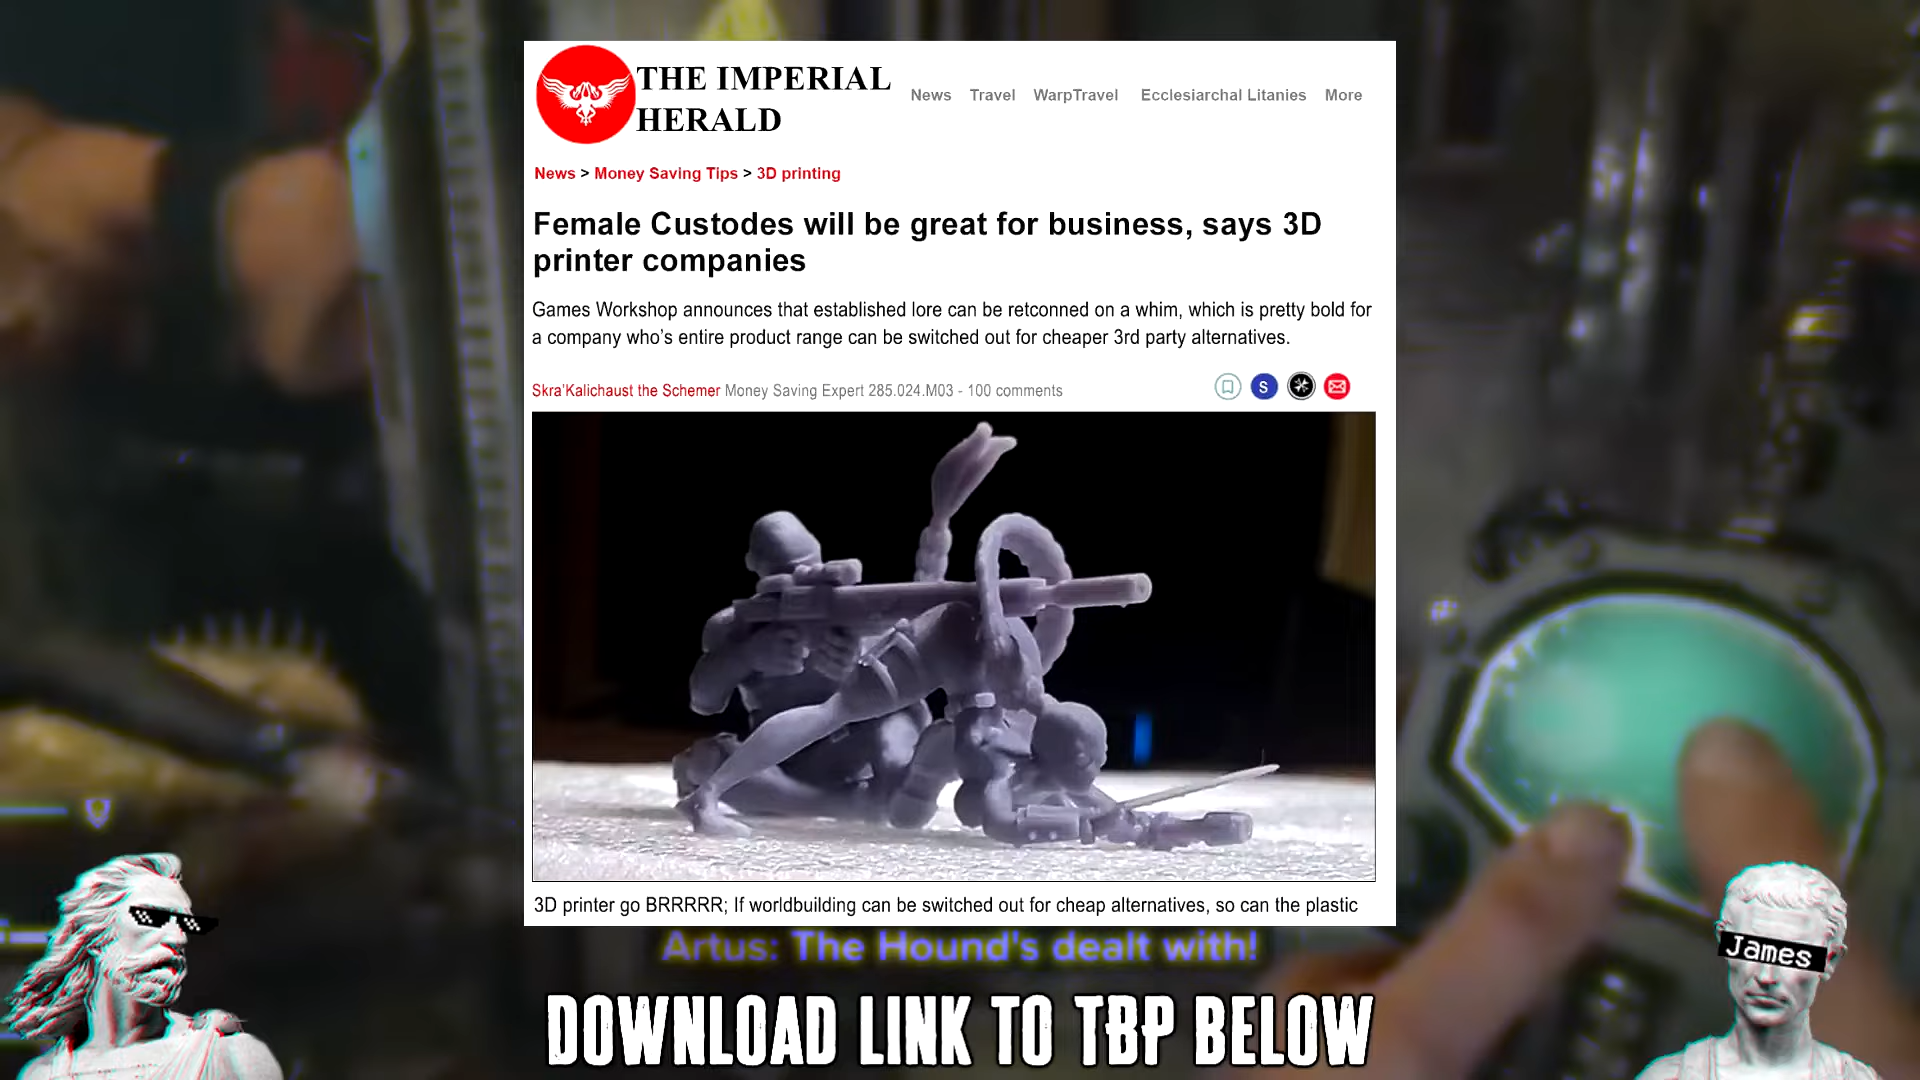 THE IMPERIAL
HERALD
News Travel WarpTravel Ecclesiarchal Litanies More
News > Money Saving Tips > 3D printing
Female Custodes will be great for business, says 3D
printer companies
Games Workshop announces that established lore can be retconned on a whim, which is pretty bold for
a company who's entire product range can be switched out for cheaper 3rd party alternatives.
Skra'Kalichaust the Schemer Money Saving Expert 285.024.M03 - 100 comments
S
3D printer go BRRRRR; If worldbuilding can be switched out for cheap alternatives, so can the plastic
Artus: The Hound's dealt with!
James
DOWNLOAD LINK TO TBP BELOW